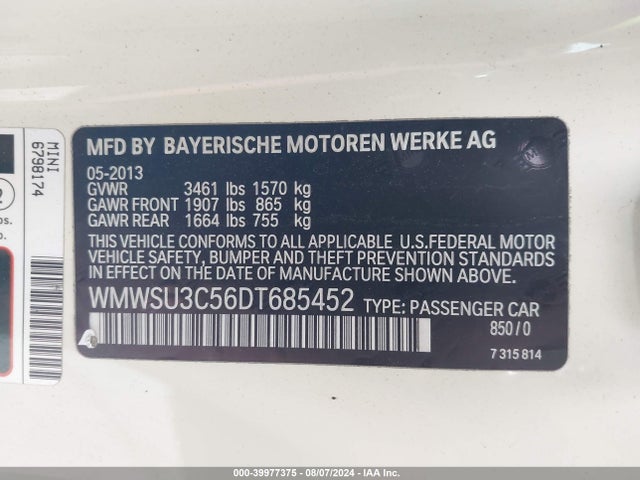 MFD BY BAYERISCHE MOTOREN WERKE AG
05-2013
GVWR 3461 lbs 1570 kg
GAWR FRONT 1907 lbs 865 kg
GAWR REAR 1664 lbs 755 kg
THIS VEHICLE CONFORMS TO ALL APPLICABLE U.S.FEDERAL MOTOR
VEHICLE SAFETY, BUMPER AND THEFT PREVENTION STANDARDS IN
EFFECT ON THE DATE OF MANUFACTURE SHOWN ABOVE.
WMWSU3C56DT685452 TYPE: PASSENGER CAR
850/0
7 315 814
MINI
6798174
2
bs.
b.
000-39977375 - 08/07/2024 - IAA Inc.